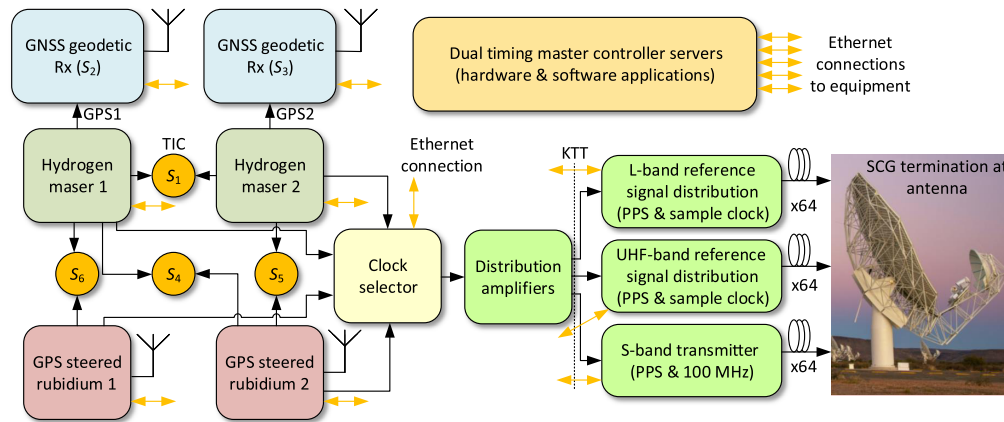 GNSS geodetic
Rx (S2)
GNSS geodetic
Rx (S3)
Dual timing master controller servers
(hardware & software applications)
Ethernet
connections
to equipment
GPS1
GPS2
Hydrogen
maser 1
TIC
S1
Hydrogen
maser 2
Ethernet
connection
KTT
L-band reference
signal distribution
(PPS & sample clock)
x64
SCG termination at
antenna
S6
S4
S5
Clock
selector
Distribution
amplifiers
UHF-band reference
signal distribution
(PPS & sample clock)
x64
GPS steered
rubidium 1
GPS steered
rubidium 2
S-band transmitter
(PPS & 100 MHz)
x64